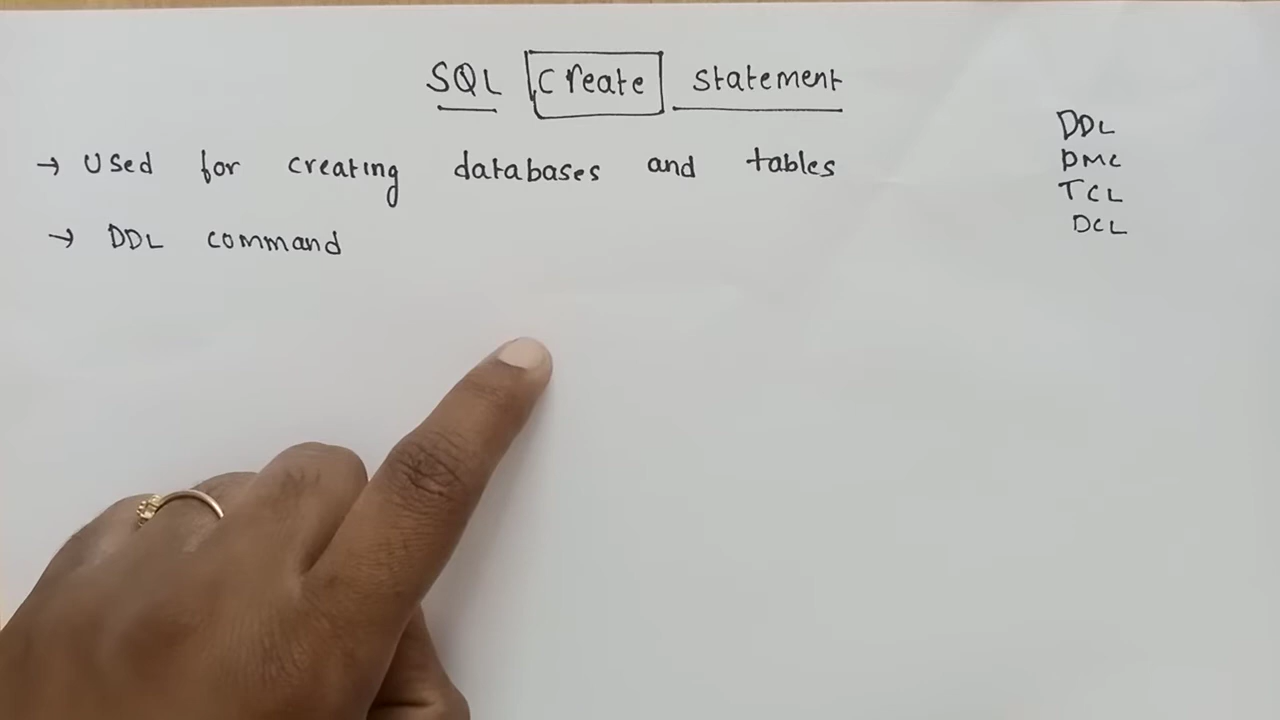 SQL Create Statement
→ Used for creating databases and tables
→ DDL command
DDL
DML
TCL
DCL